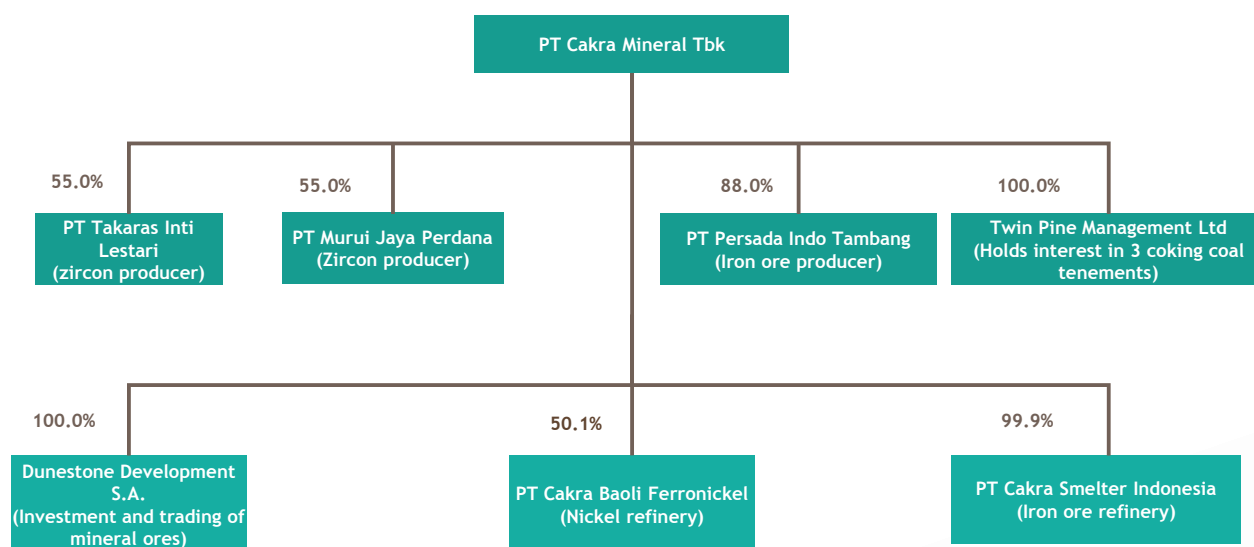 PT Cakra Mineral Tbk
55.0%
55.0%
88.0%
100.0%
PT Takaras Inti
Lestari
(zircon producer)
PT Murui Jaya Perdana
(Zircon producer)
PT Persada Indo Tambang
(Iron ore producer)
Twin Pine Management Ltd
(Holds interest in 3 coking coal
tenements)
100.0%
50.1%
99.9%
Dunestone Development
S.A.
(Investment and trading of
mineral ores)
PT Cakra Baoli Ferronickel
(Nickel refinery)
PT Cakra Smelter Indonesia
(Iron ore refinery)